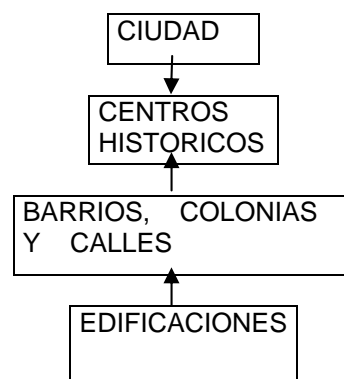 CIUDAD
CENTROS
HISTORICOS
BARRIOS, COLONIAS
Y CALLES
EDIFICACIONES